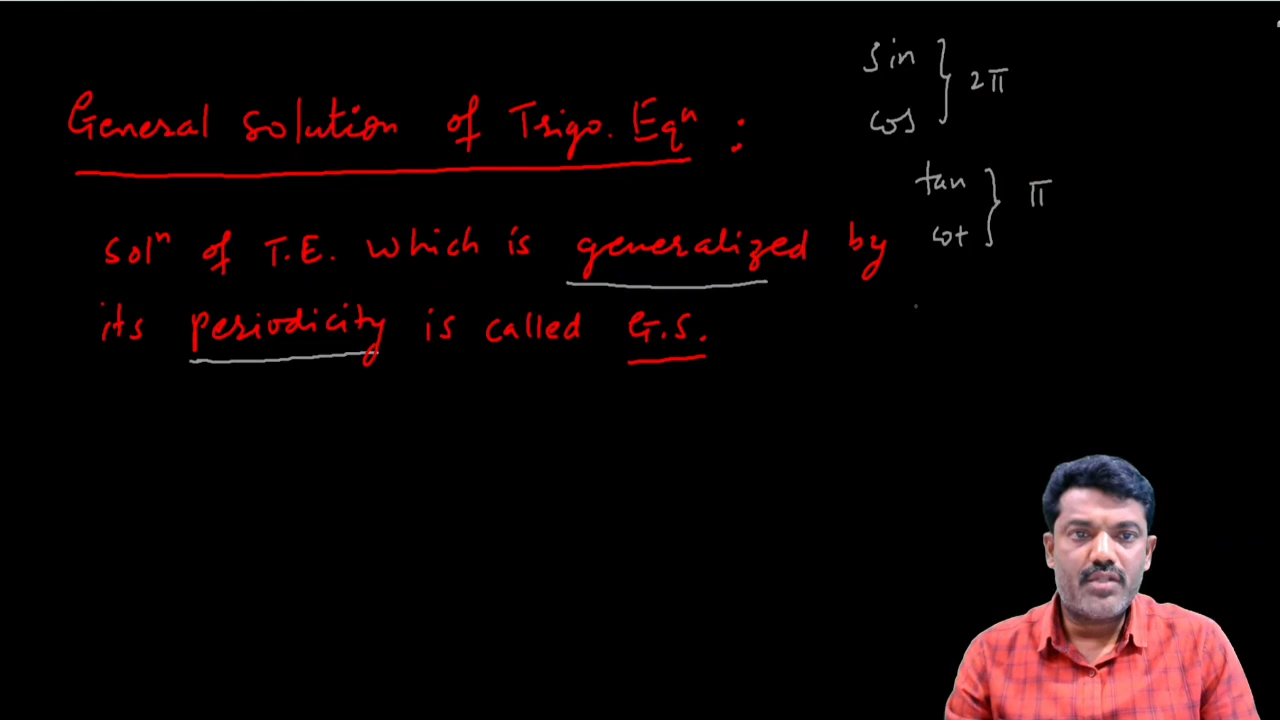 General solution of Trigo. Eqⁿ :
solⁿ of T.E. which is generalized by
its periodicity is called G.S.
sin
cos } 2π
tan
cot } π